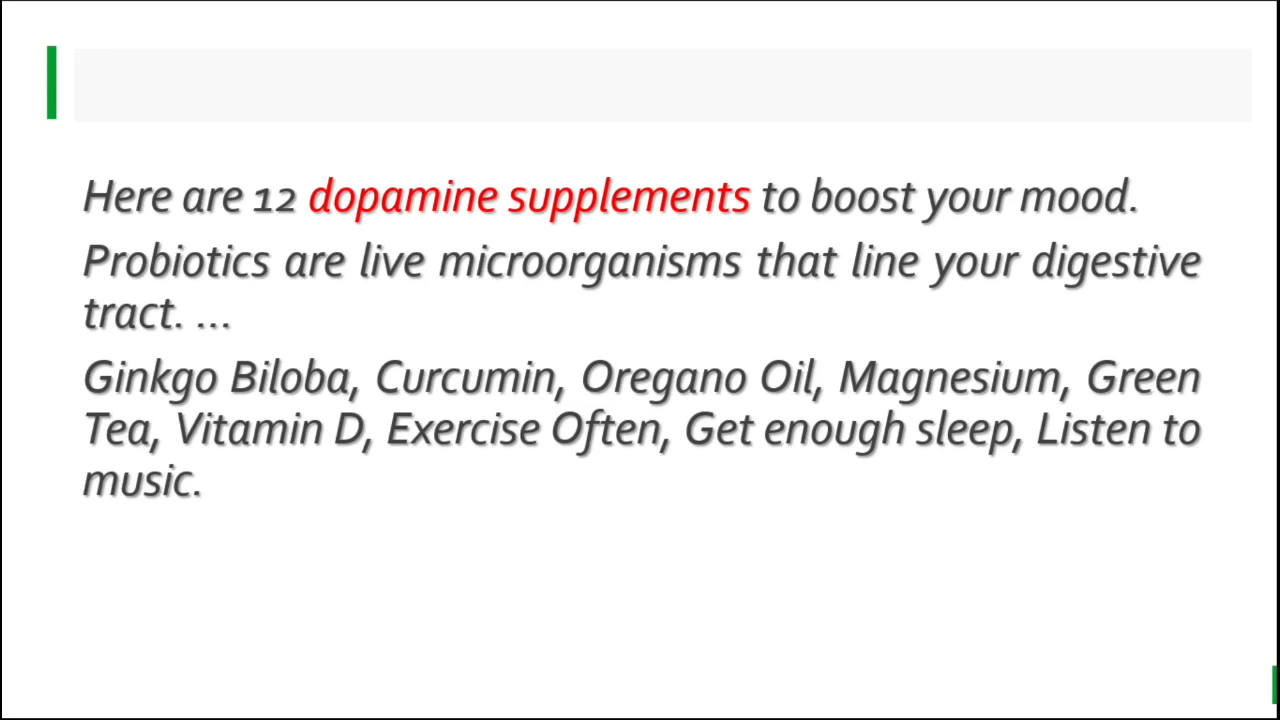 Here are 12 dopamine supplements to boost your mood.
Probiotics are live microorganisms that line your digestive
tract. ...
Ginkgo Biloba, Curcumin, Oregano Oil, Magnesium, Green
Tea, Vitamin D, Exercise Often, Get enough sleep, Listen to
music.